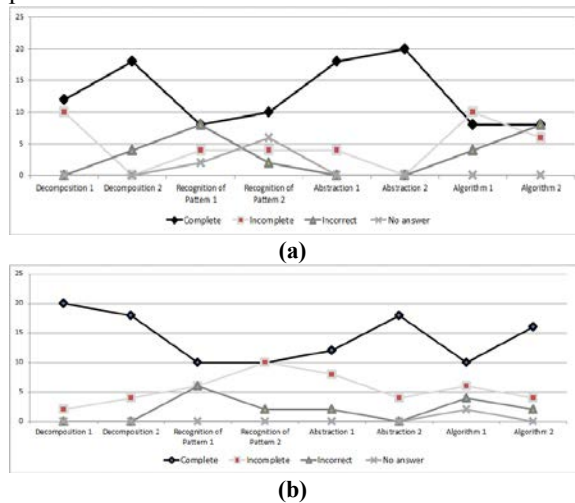 25
20
15
10
5
0
Decomposition 1 Decomposition 2 Recognition of Pattern 1 Recognition of Pattern 2 Abstraction 1 Abstraction 2 Algorithm 1 Algorithm 2
Complete Incomplete Incorrect No answer
(a)
25
20
15
10
5
0
Decomposition 1 Decomposition 2 Recognition of Pattern 1 Recognition of Pattern 2 Abstraction 1 Abstraction 2 Algorithm 1 Algorithm 2
Complete Incomplete Incorrect No answer
(b)